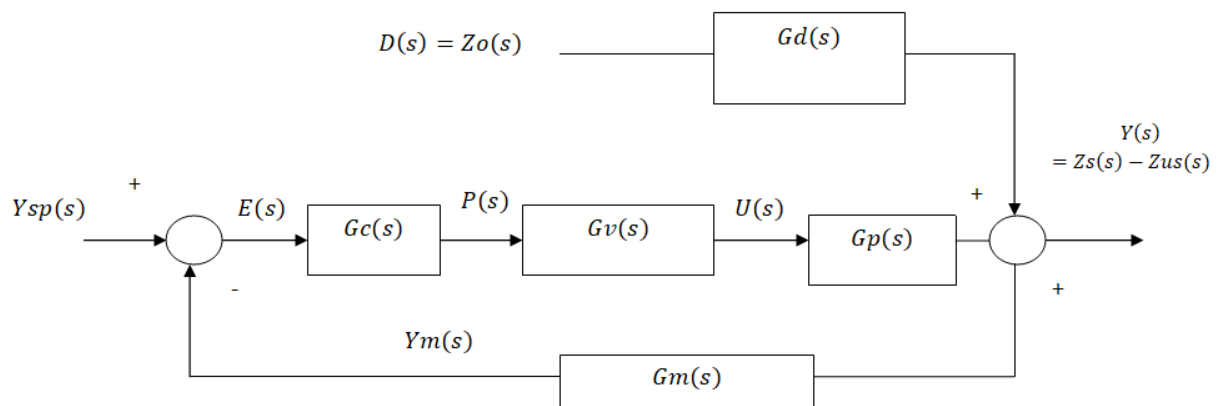 D(s) = Zo(s)
Gd(s)
Y(s)
= Zs(s) − Zus(s)
+
+
Ysp(s)
E(s)
Gc(s)
P(s)
Gv(s)
U(s)
Gp(s)
-
+
Ym(s)
Gm(s)